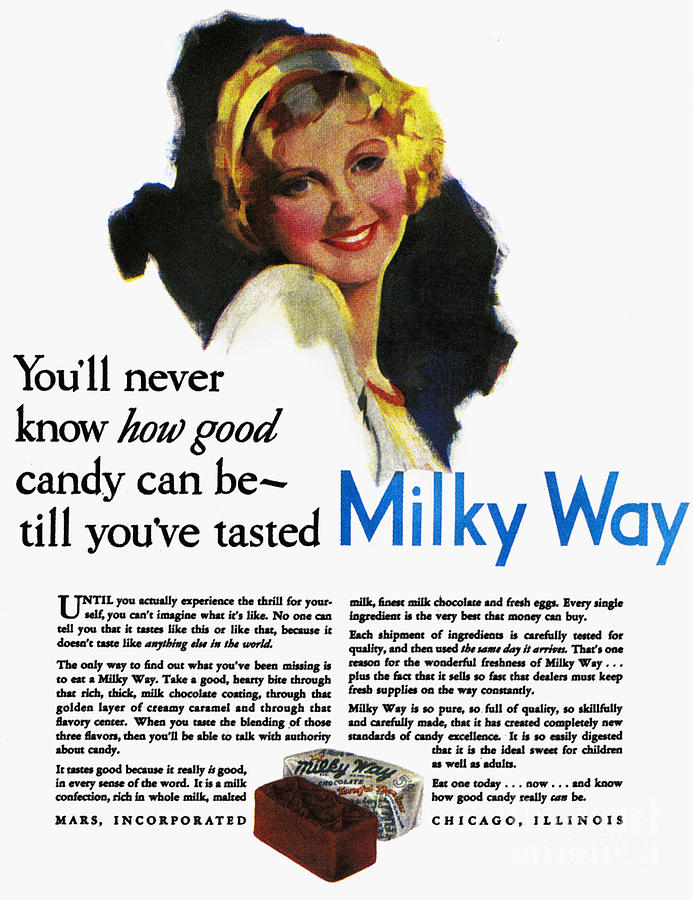 You'll never
know how good
candy can be~
till you've tasted Milky Way
UNTIL you actually experience the thrill for your-
self, you can't imagine what it's like. No one can
tell you that it tastes like this or like that, because it
doesn't taste like anything else in the world.
The only way to find out what you've been missing is
to eat a Milky Way. Take a good, hearty bite through
that rich, thick, milk chocolate coating, through that
golden layer of creamy caramel and through that
flavory center. When you taste the blending of those
three flavors, then you'll be able to talk with authority
about candy.
It tastes good because it really is good,
in every sense of the word. It is a milk
confection, rich in whole milk, malted
milk, finest milk chocolate and fresh eggs. Every single
ingredient is the very best that money can buy.
Each shipment of ingredients is carefully tested for
quality, and then used the same day it arrives. That's one
reason for the wonderful freshness of Milky Way . . .
plus the fact that it sells so fast that dealers must keep
fresh supplies on the way constantly.
Milky Way is so pure, so full of quality, so skillfully
and carefully made, that it has created completely new
standards of candy excellence. It is so easily digested
that it is the ideal sweet for children
as well as adults.
Eat one today . . . now . . . and know
how good candy really can be.
Milky Way
CHOCOLATE
MARS, INCORPORATED
CHICAGO, ILLINOIS